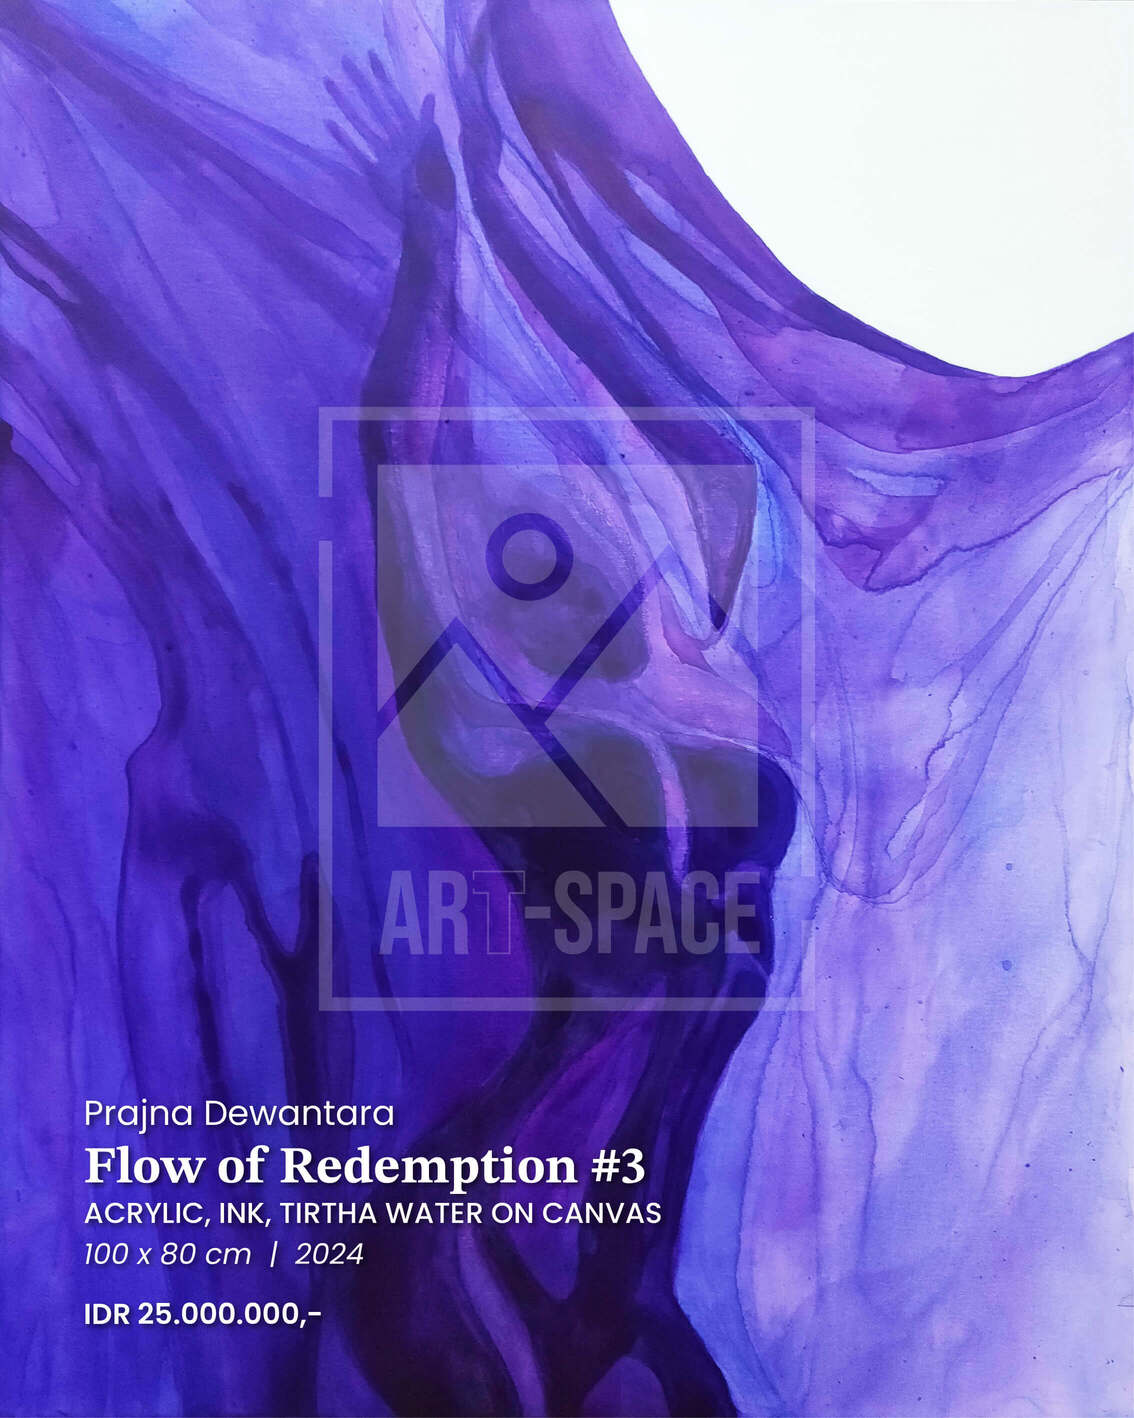 ART-SPACE
Prajna Dewantara
Flow of Redemption #3
ACRYLIC, INK, TIRTHA WATER ON CANVAS
100 x 80 cm | 2024
IDR 25.000.000,-